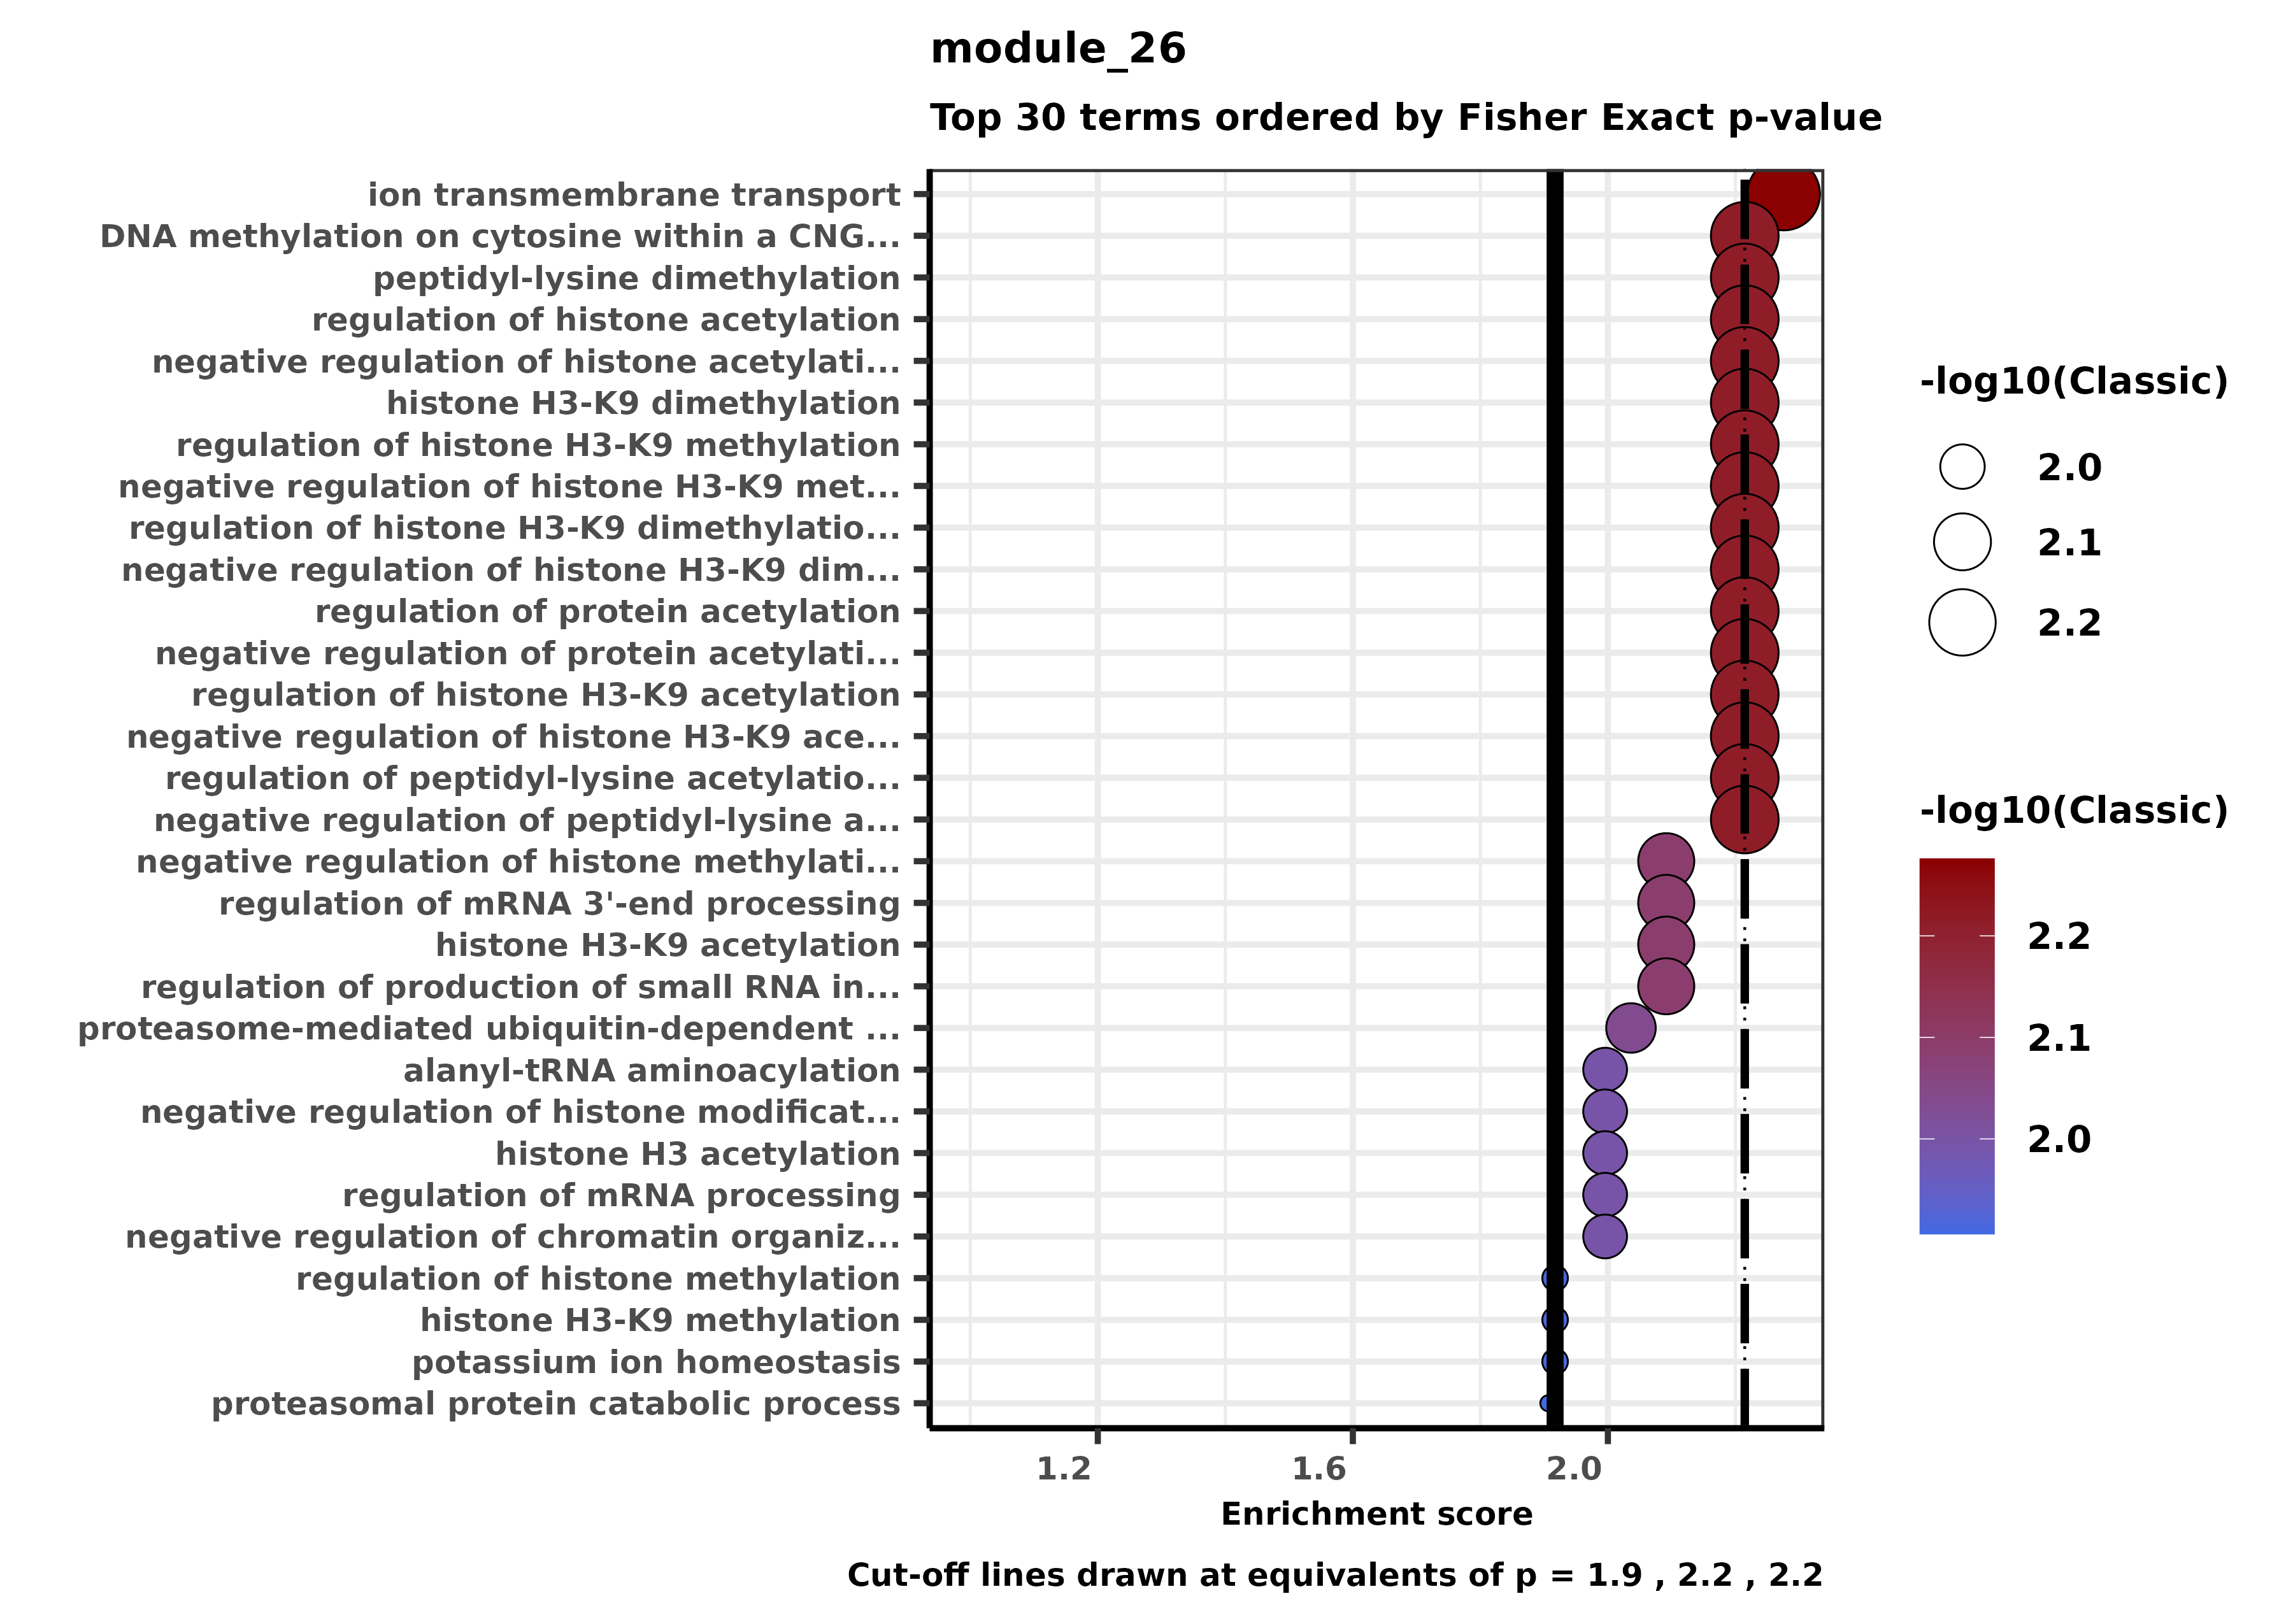 module_26
Top 30 terms ordered by Fisher Exact p-value
ion transmembrane transport
DNA methylation on cytosine within a CNG...
peptidyl-lysine dimethylation
regulation of histone acetylation
negative regulation of histone acetylati...
histone H3-K9 dimethylation
regulation of histone H3-K9 methylation
negative regulation of histone H3-K9 met...
regulation of histone H3-K9 dimethylatio...
negative regulation of histone H3-K9 dim...
regulation of protein acetylation
negative regulation of protein acetylati...
regulation of histone H3-K9 acetylation
negative regulation of histone H3-K9 ace...
regulation of peptidyl-lysine acetylatio...
negative regulation of peptidyl-lysine a...
negative regulation of histone methylati...
regulation of mRNA 3'-end processing
histone H3-K9 acetylation
regulation of production of small RNA in...
proteasome-mediated ubiquitin-dependent ...
alanyl-tRNA aminoacylation
negative regulation of histone modificat...
histone H3 acetylation
regulation of mRNA processing
negative regulation of chromatin organiz...
regulation of histone methylation
histone H3-K9 methylation
potassium ion homeostasis
proteasomal protein catabolic process
1.2 1.6 2.0
Enrichment score
Cut-off lines drawn at equivalents of p = 1.9 , 2.2 , 2.2
-log10(Classic)
2.0
2.1
2.2
-log10(Classic)
2.2
2.1
2.0